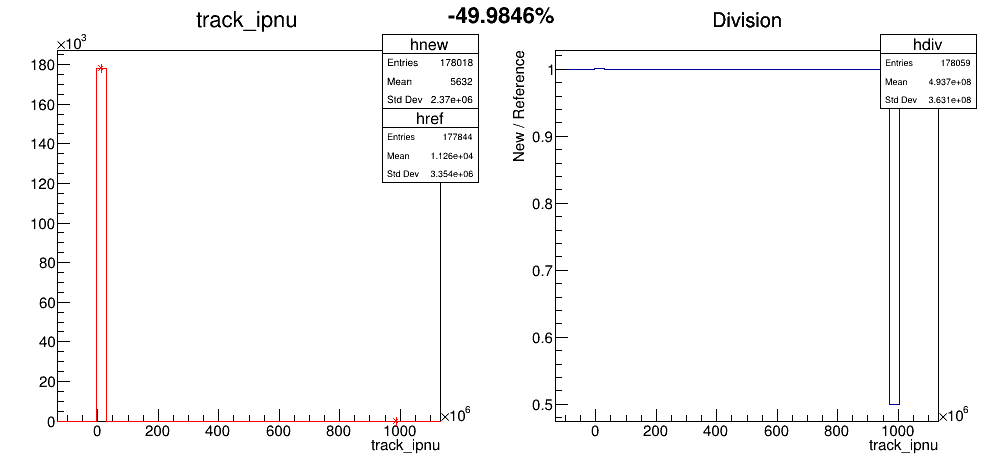 track_ipnu
-49.9846%
Division
×10³
hnew
Entries 178018
Mean 5632
Std Dev 2.37e+06
href
Entries 177844
Mean 1.126e+04
Std Dev 3.354e+06
180
160
140
120
100
80
60
40
20
0
0 200 400 600 800 1000
×10⁶
track_ipnu
hdiv
Entries 178059
Mean 4.937e+08
Std Dev 3.631e+08
New / Reference
1
0.9
0.8
0.7
0.6
0.5
0 200 400 600 800 1000
×10⁶
track_ipnu